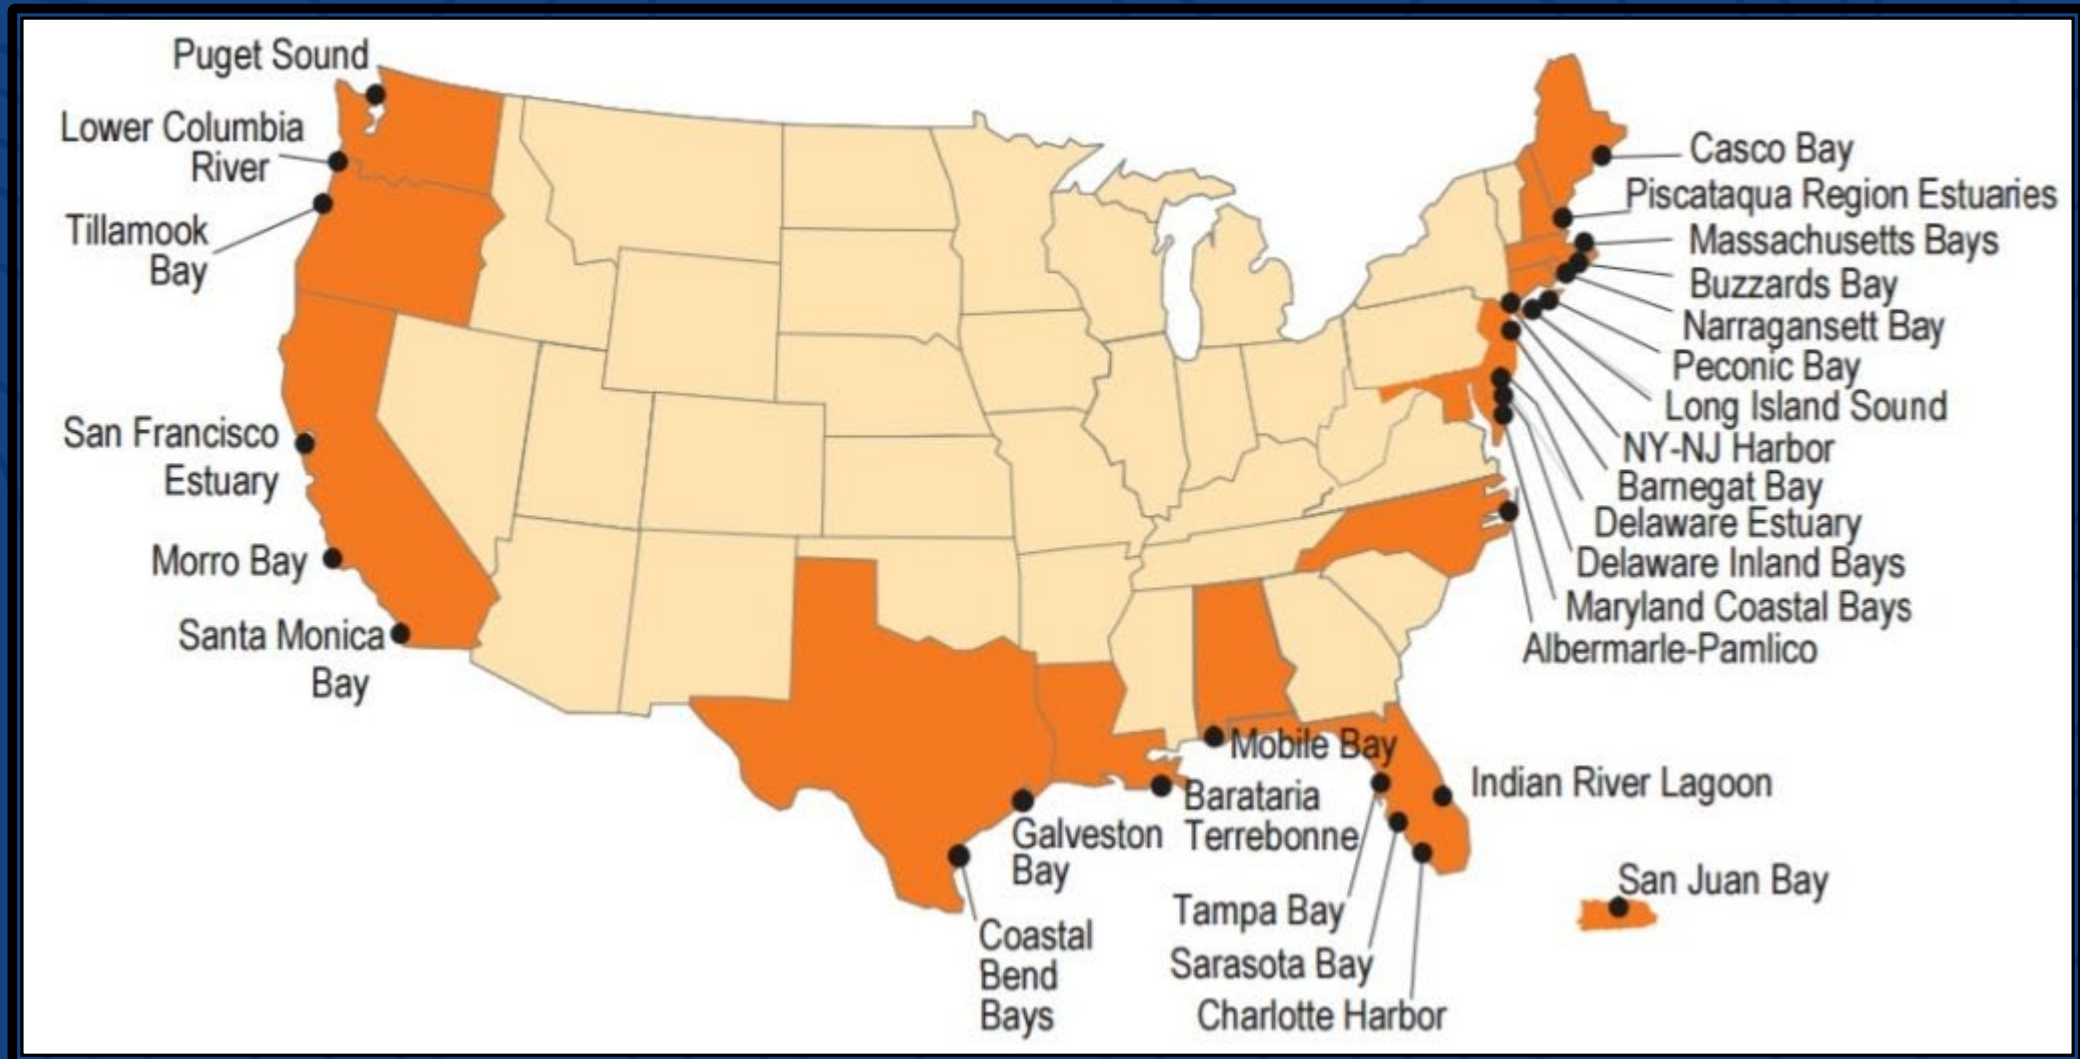 Puget Sound
Lower Columbia
River
Tillamook
Bay
San Francisco
Estuary
Morro Bay
Santa Monica
Bay
Casco Bay
Piscataqua Region Estuaries
Massachusetts Bays
Buzzards Bay
Narragansett Bay
Peconic Bay
Long Island Sound
NY-NJ Harbor
Barnegat Bay
Delaware Estuary
Delaware Inland Bays
Maryland Coastal Bays
Albermarle-Pamlico
Mobile Bay
Indian River Lagoon
Barataria
Terrebonne
Galveston
Bay
San Juan Bay
Tampa Bay
Coastal
Bend
Bays
Sarasota Bay
Charlotte Harbor